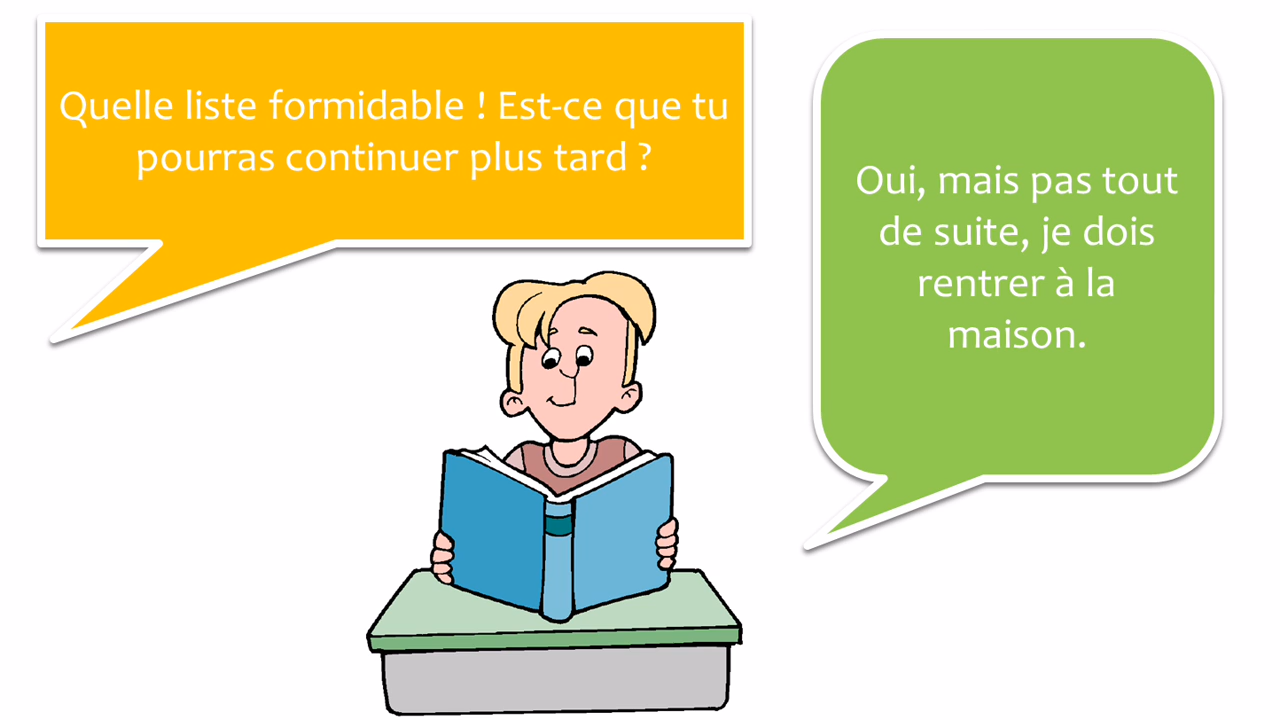 Quelle liste formidable ! Est-ce que tu
pourras continuer plus tard ?
Oui, mais pas tout
de suite, je dois
rentrer à la
maison.